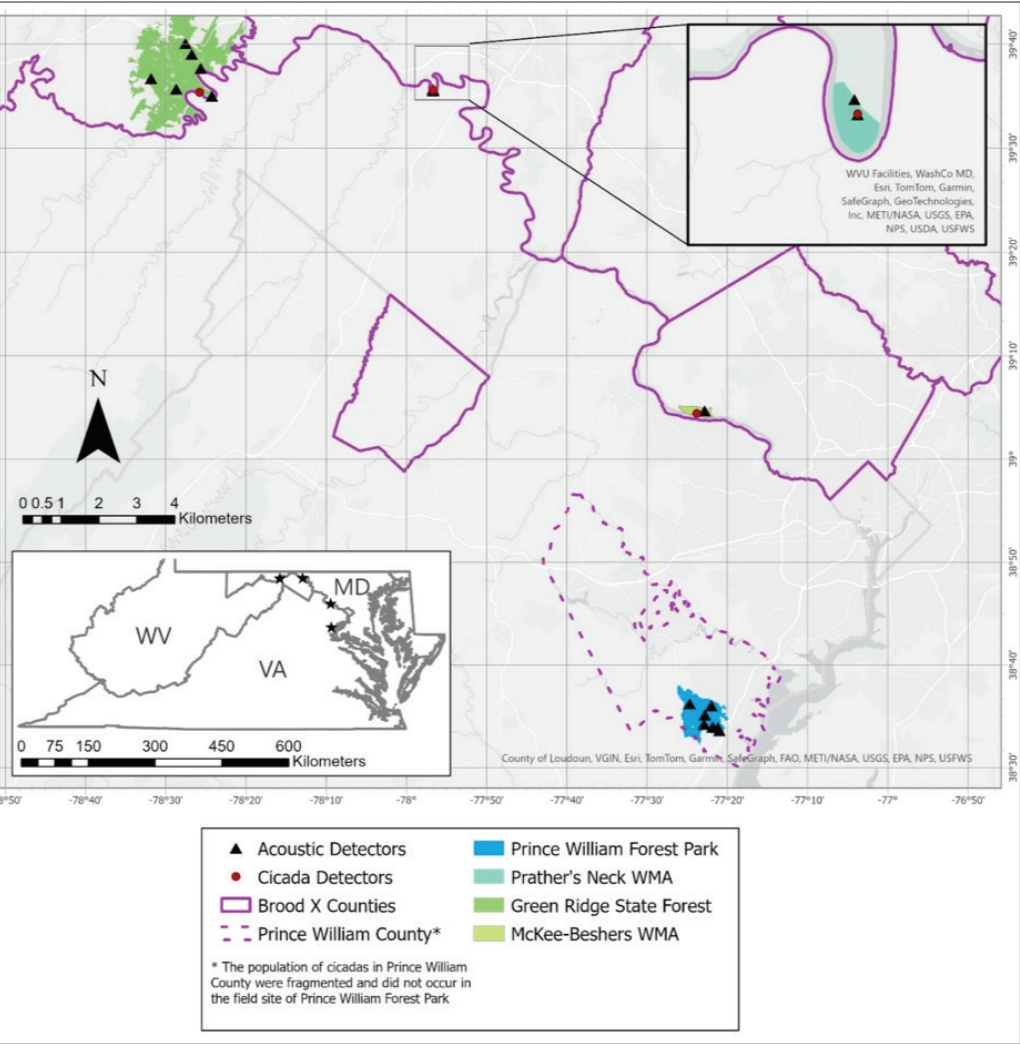 39°40'
39°30'
39°20'
39°10'
39°
38°50'
38°40'
38°30'
WVU Facilities, WashCo MD,
Esri, TomTom, Garmin,
SafeGraph, GeoTechnologies,
Inc, METI/NASA, USGS, EPA,
NPS, USDA, USFWS
N
0 0.5 1 2 3 4
Kilometers
WV
MD
VA
0 75 150 300 450 600
Kilometers
County of Loudoun, VGIN, Esri, TomTom, Garmin, SafeGraph, FAO, METI/NASA, USGS, EPA, NPS, USFWS
8°50' -78°40' -78°30' -78°20' -78°10' -78° -77°50' -77°40' -77°30' -77°20' -77°10' -77° -76°50'
Acoustic Detectors
Cicada Detectors
Brood X Counties
Prince William County*
* The population of cicadas in Prince William
County were fragmented and did not occur in
the field site of Prince William Forest Park
Prince William Forest Park
Prather's Neck WMA
Green Ridge State Forest
McKee-Beshers WMA